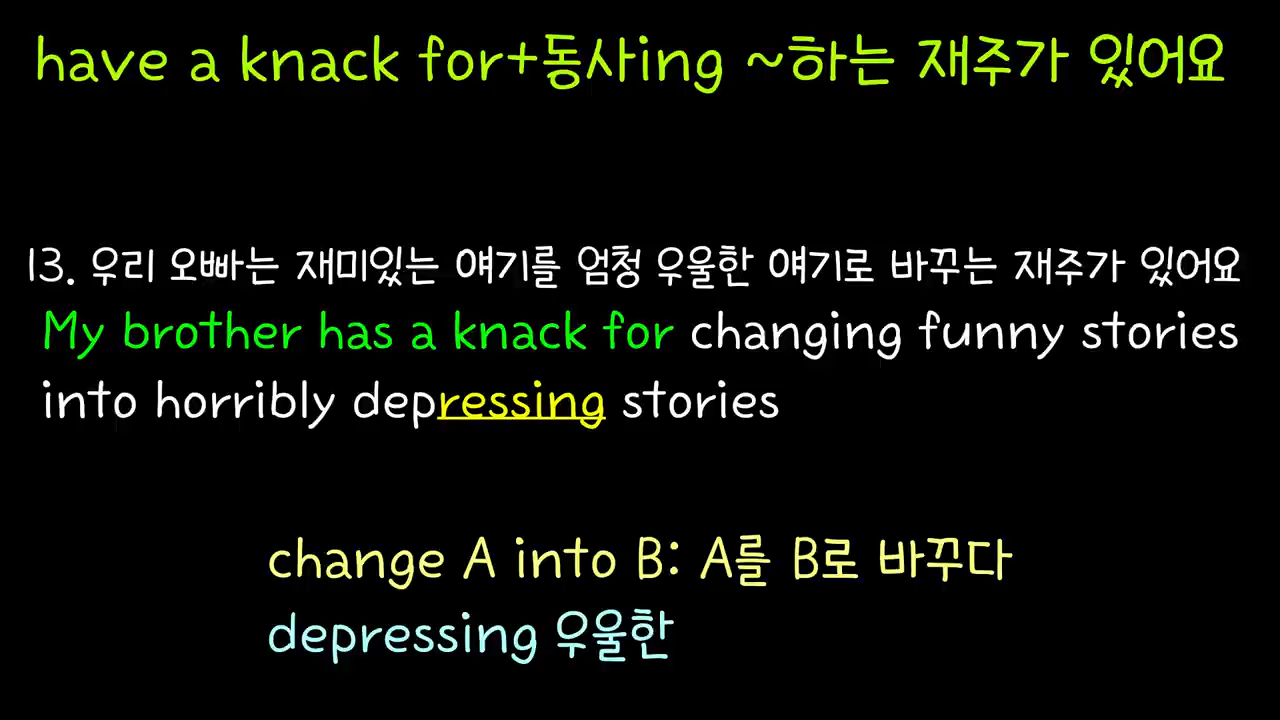 have a knack for+동사ing ~하는 재주가 있어요
13. 우리 오빠는 재미있는 얘기를 엄청 우울한 얘기로 바꾸는 재주가 있어요
My brother has a knack for changing funny stories
into horribly depressing stories
change A into B: A를 B로 바꾸다
depressing 우울한